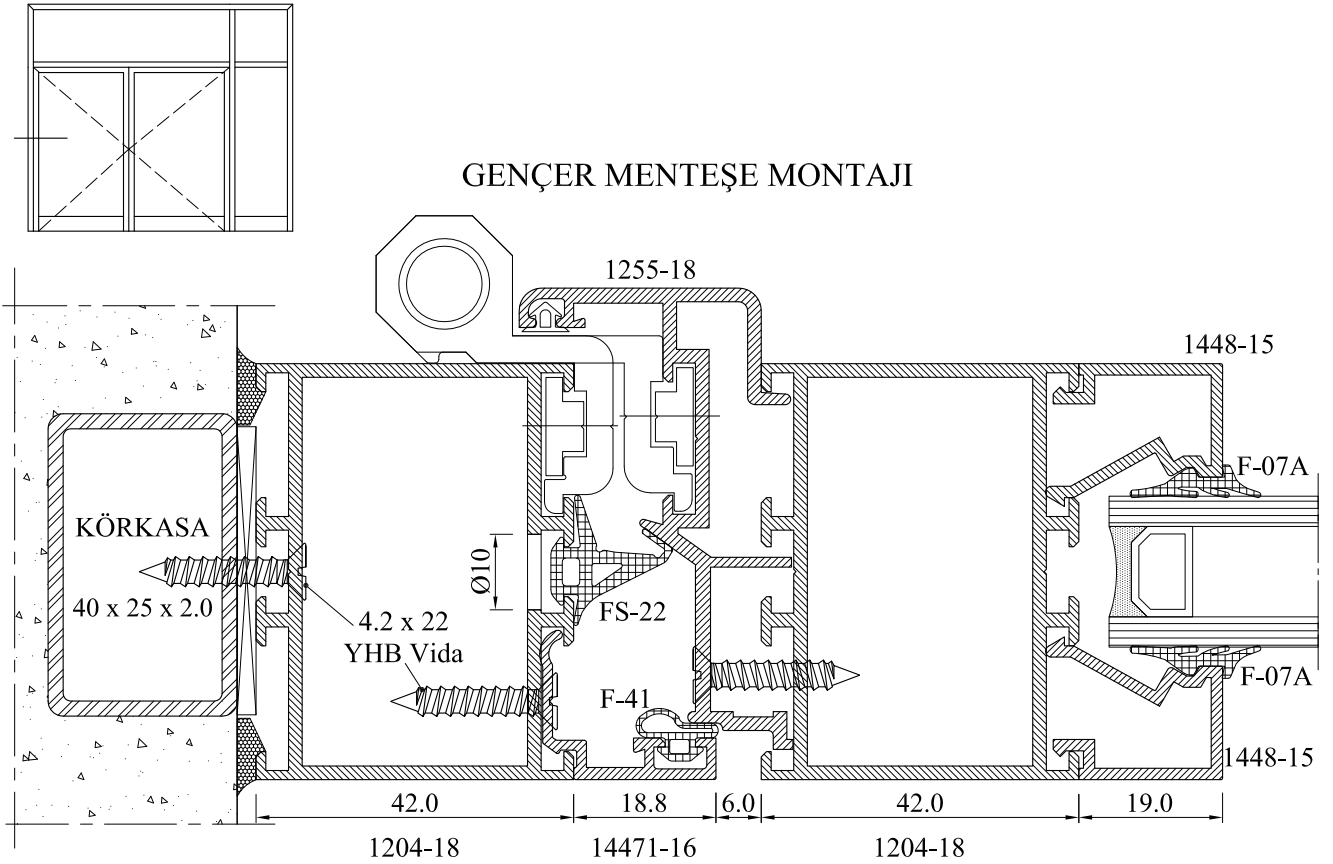 GENÇER MENTEŞE MONTAJI
1255-18
1448-15
F-07A
KÖRKASA
40 x 25 x 2.0
Ø10
4.2 x 22
YHB Vida
FS-22
F-41
F-07A
1448-15
42.0
18.8
6.0
42.0
19.0
1204-18
14471-16
1204-18